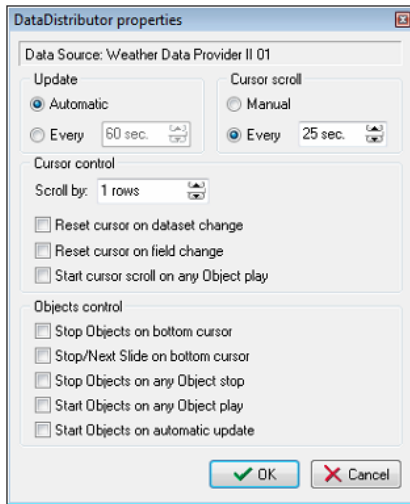 DataDistributor properties
Data Source: Weather Data Provider II 01
Update
Automatic
Every 60 sec.
Cursor scroll
Manual
Every 25 sec.
Cursor control
Scroll by: 1 rows
Reset cursor on dataset change
Reset cursor on field change
Start cursor scroll on any Object play
Objects control
Stop Objects on bottom cursor
Stop/Next Slide on bottom cursor
Stop Objects on any Object stop
Start Objects on any Object play
Start Objects on automatic update
OK Cancel